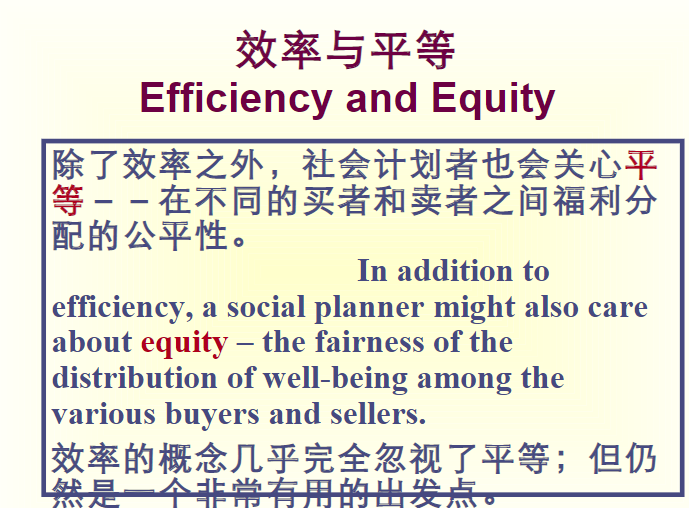 效率与平等
Efficiency and Equity
除了效率之外，社会计划者也会关心平
等－－在不同的买者和卖者之间福利分
配的公平性。
In addition to
efficiency, a social planner might also care
about equity – the fairness of the
distribution of well-being among the
various buyers and sellers.
效率的概念几乎完全忽视了平等；但仍
然是一个非常有用的出发点。